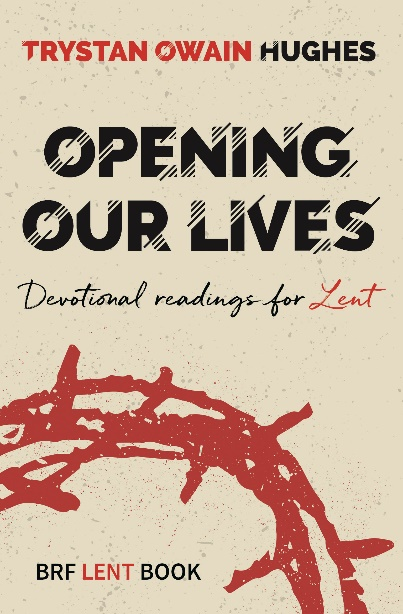 TRYSTAN OWAIN HUGHES
OPENING
OUR LIVES
Devotional readings for Lent
BRF LENT BOOK